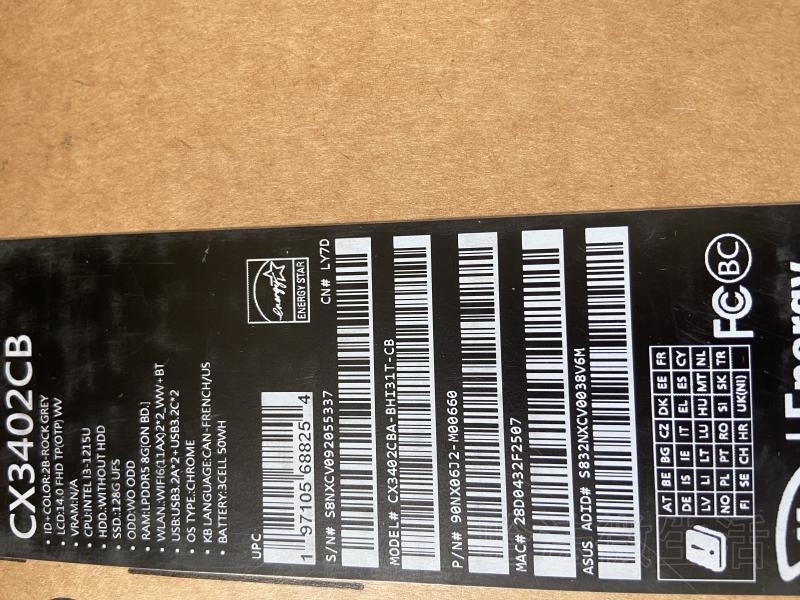 CX3402CB
• ID+COLOR:2B-ROCK GREY
• LCD:14.0 FHD TP(OTP) WV
• VRAM:N/A
• CPU:INTEL I3-1215U
• HDD:WITHOUT HDD
• SSD:128G UFS
• ODD:WO ODD
• RAM:LPDDR5 8G[ON BD.]
• WLAN:WIFI6(11AX)2*2_WW+BT
• USB:USB3.2A*2+USB3.2C*2
• OS TYPE:CHROME
• KB LANGUAGE:CAN-FRENCH/US
• BATTERY:3CELL 50WH
UPC
1 97105 68825 4
energy
ENERGY STAR
S/N# S8NXCV092055337
CN# LY7D
MODEL# CX3402CBA-BHI31T-CB
P/N# 90NX06J2-M00660
MAC# 28D0432F2507
ASUS ADID# S832NXCV0038V6M
AT BE BG CZ DK EE FR
DE IS IE IT EL ES CY
LV LI LT LU HU MT NL
NO PL PT RO SI SK TR
FI SE CH HR UK(NI)
FC BC
Energy